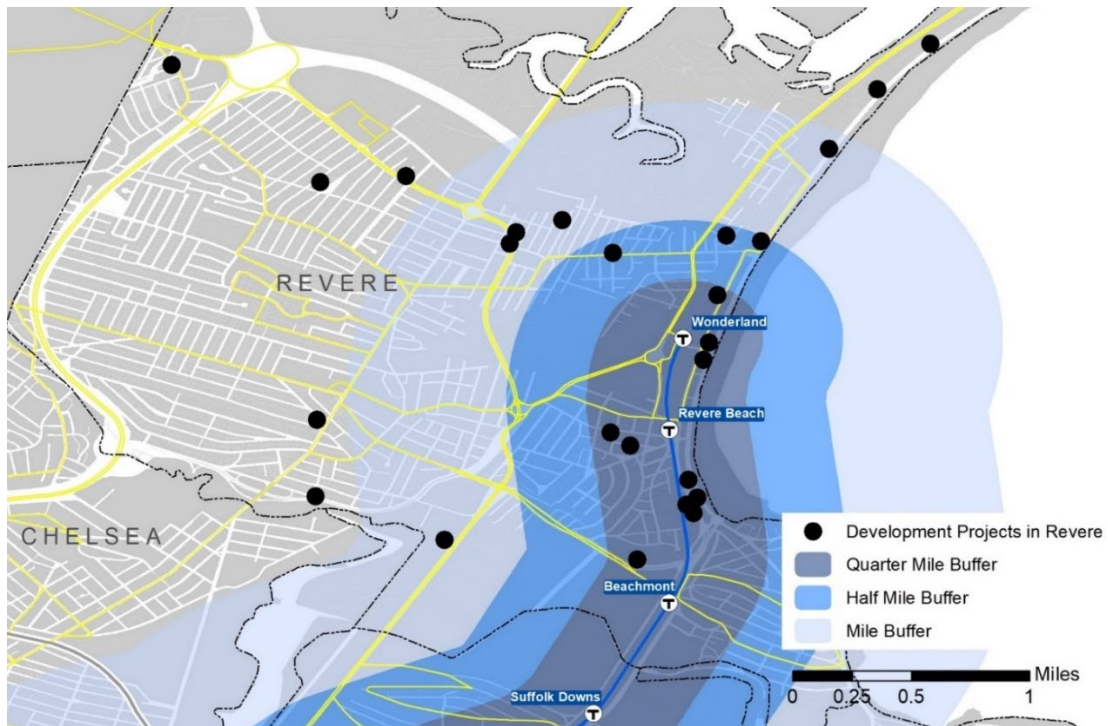 REVERE
Wonderland
T
Revere Beach
T
CHELSEA
Development Projects in Revere
Quarter Mile Buffer
Half Mile Buffer
Mile Buffer
Beachmont
T
Miles
0 0.25 0.5 1
Suffolk Downs
T